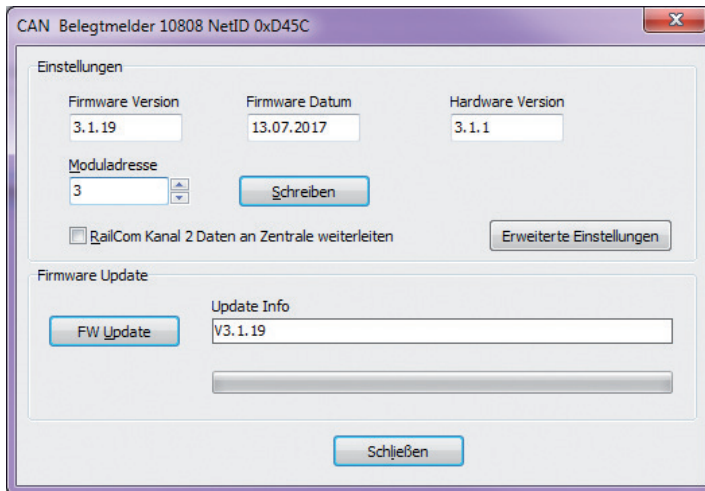 CAN Belegtmelder 10808 NetID 0xD45C
Einstellungen
Firmware Version Firmware Datum Hardware Version
3.1.19 13.07.2017 3.1.1
Moduladresse
3 Schreiben
RailCom Kanal 2 Daten an Zentrale weiterleiten Erweiterte Einstellungen
Firmware Update
Update Info
FW Update V3.1.19
Schließen